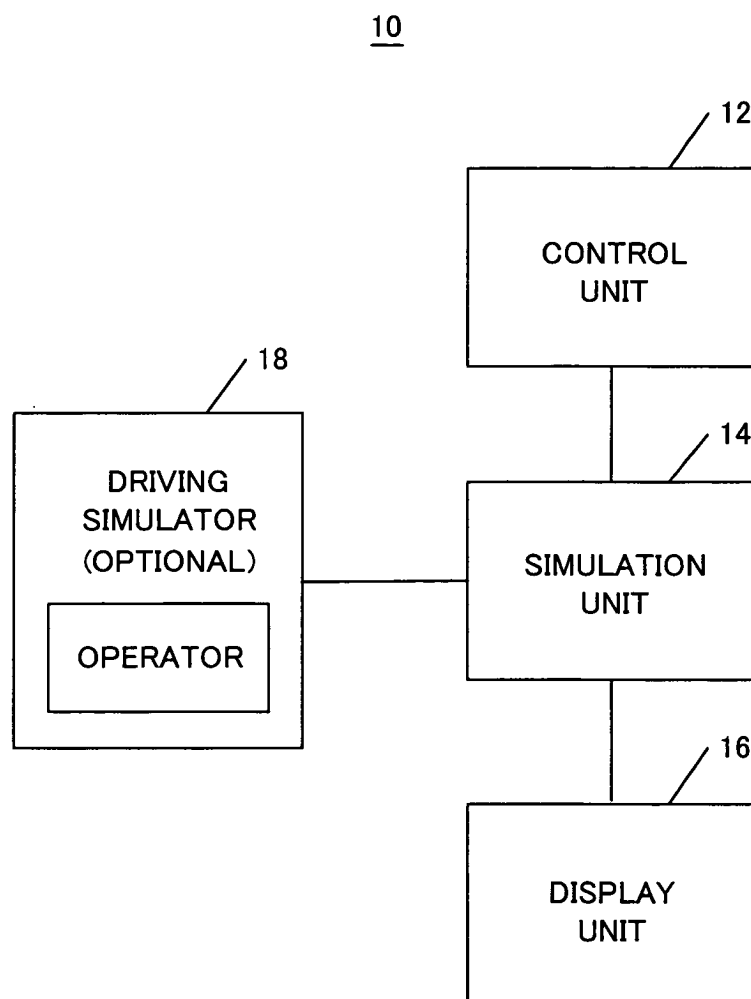 10
12
CONTROL
UNIT
18
14
DRIVING
SIMULATOR
(OPTIONAL)
SIMULATION
UNIT
OPERATOR
16
DISPLAY
UNIT